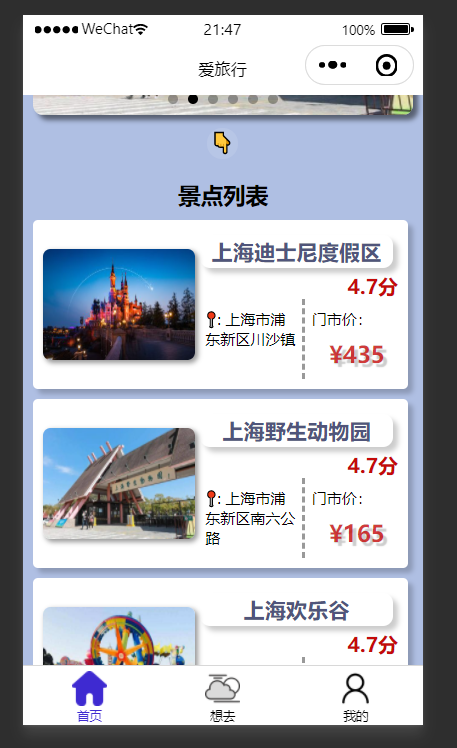 WeChat 21:47 100%
爱旅行
景点列表
上海迪士尼度假区
4.7分
: 上海市浦
东新区川沙镇
门市价：
¥435
上海野生动物园
4.7分
: 上海市浦
东新区南六公
路
门市价：
¥165
上海欢乐谷
4.7分
首页
想去
我的